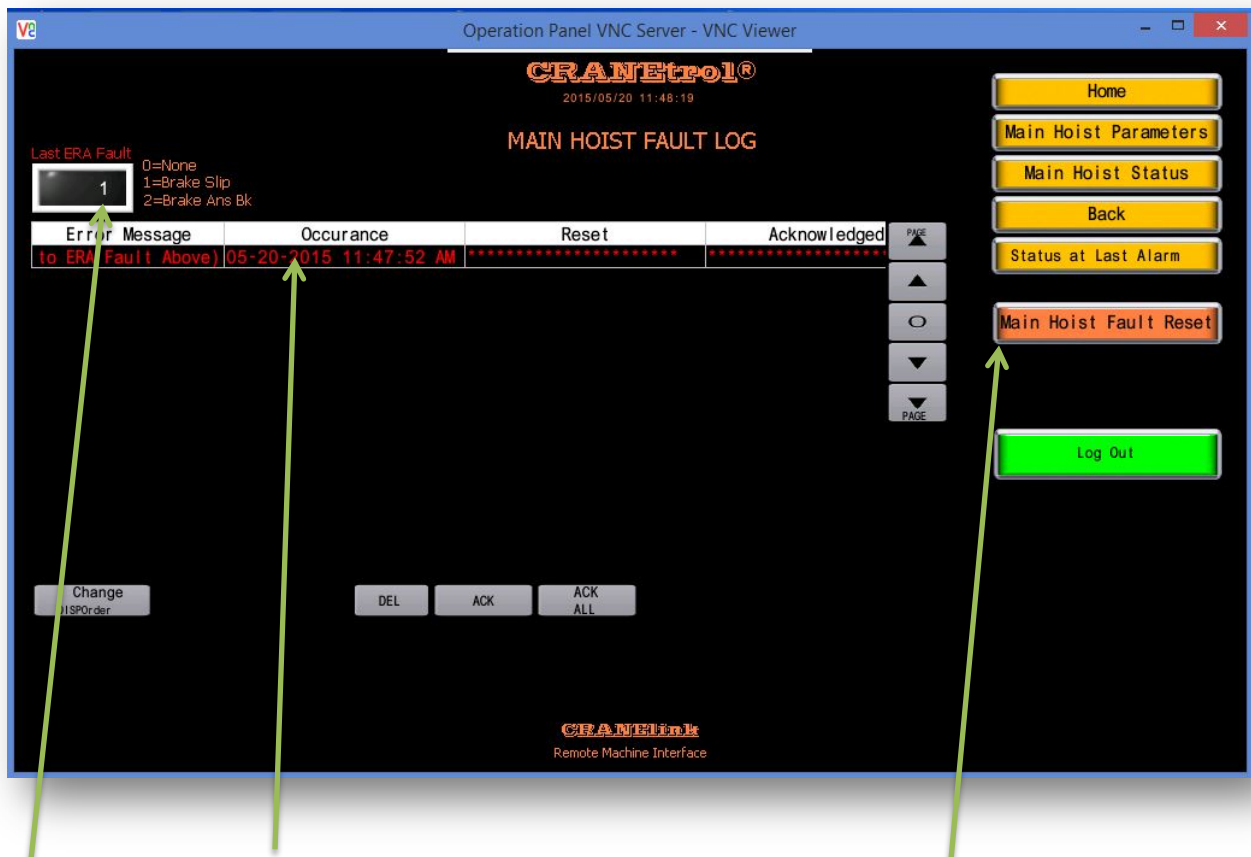 V2 Operation Panel VNC Server - VNC Viewer
CRANEtrol®
2015/05/20 11:48:19
MAIN HOIST FAULT LOG
Last ERA Fault
1
0=None
1=Brake Slip
2=Brake Ans Bk
Error Message Occurance Reset Acknowledged
to ERA Fault Above) 05-20-2015 11:47:52 AM ********************** *******************
PAGE
O
PAGE
Home
Main Hoist Parameters
Main Hoist Status
Back
Status at Last Alarm
Main Hoist Fault Reset
Log Out
Change
DISPOrder
DEL
ACK
ACK
ALL
CRANElink
Remote Machine Interface